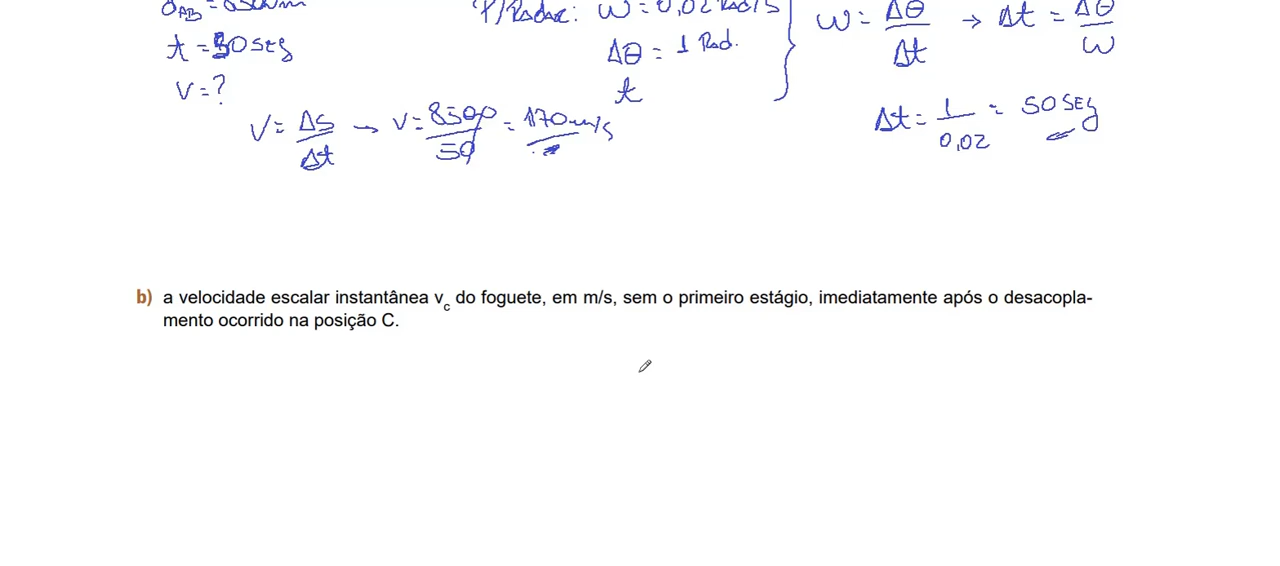 P/Radar: ω = 0,02 Rad/s
t = 50 seg
Δθ = 1 Rad.
ω = Δθ/Δt → Δt = Δθ/ω
V = ?
t
V = ΔS/Δt → V = 8500/50 = 170 m/s
Δt = 1/0,02 = 50 seg
b) a velocidade escalar instantânea vc do foguete, em m/s, sem o primeiro estágio, imediatamente após o desacopla-
mento ocorrido na posição C.